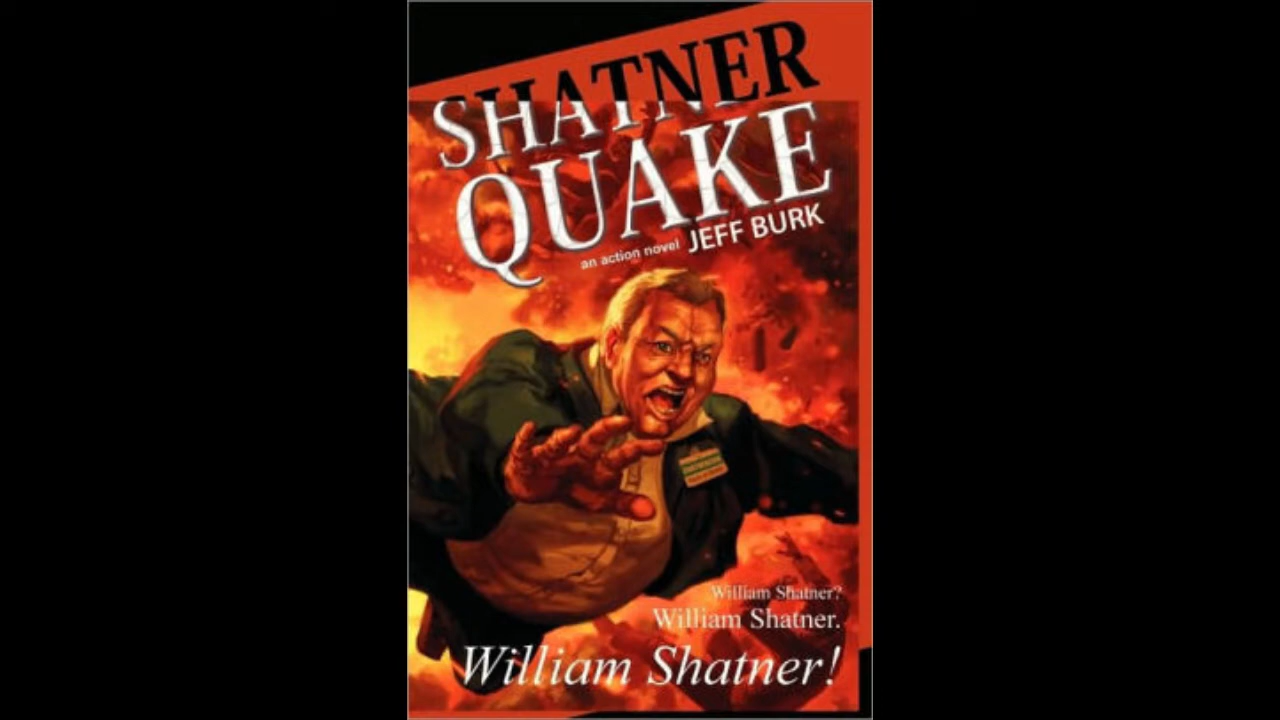 SHATNER
QUAKE
an action novel JEFF BURK
William Shatner?
William Shatner.
William Shatner!